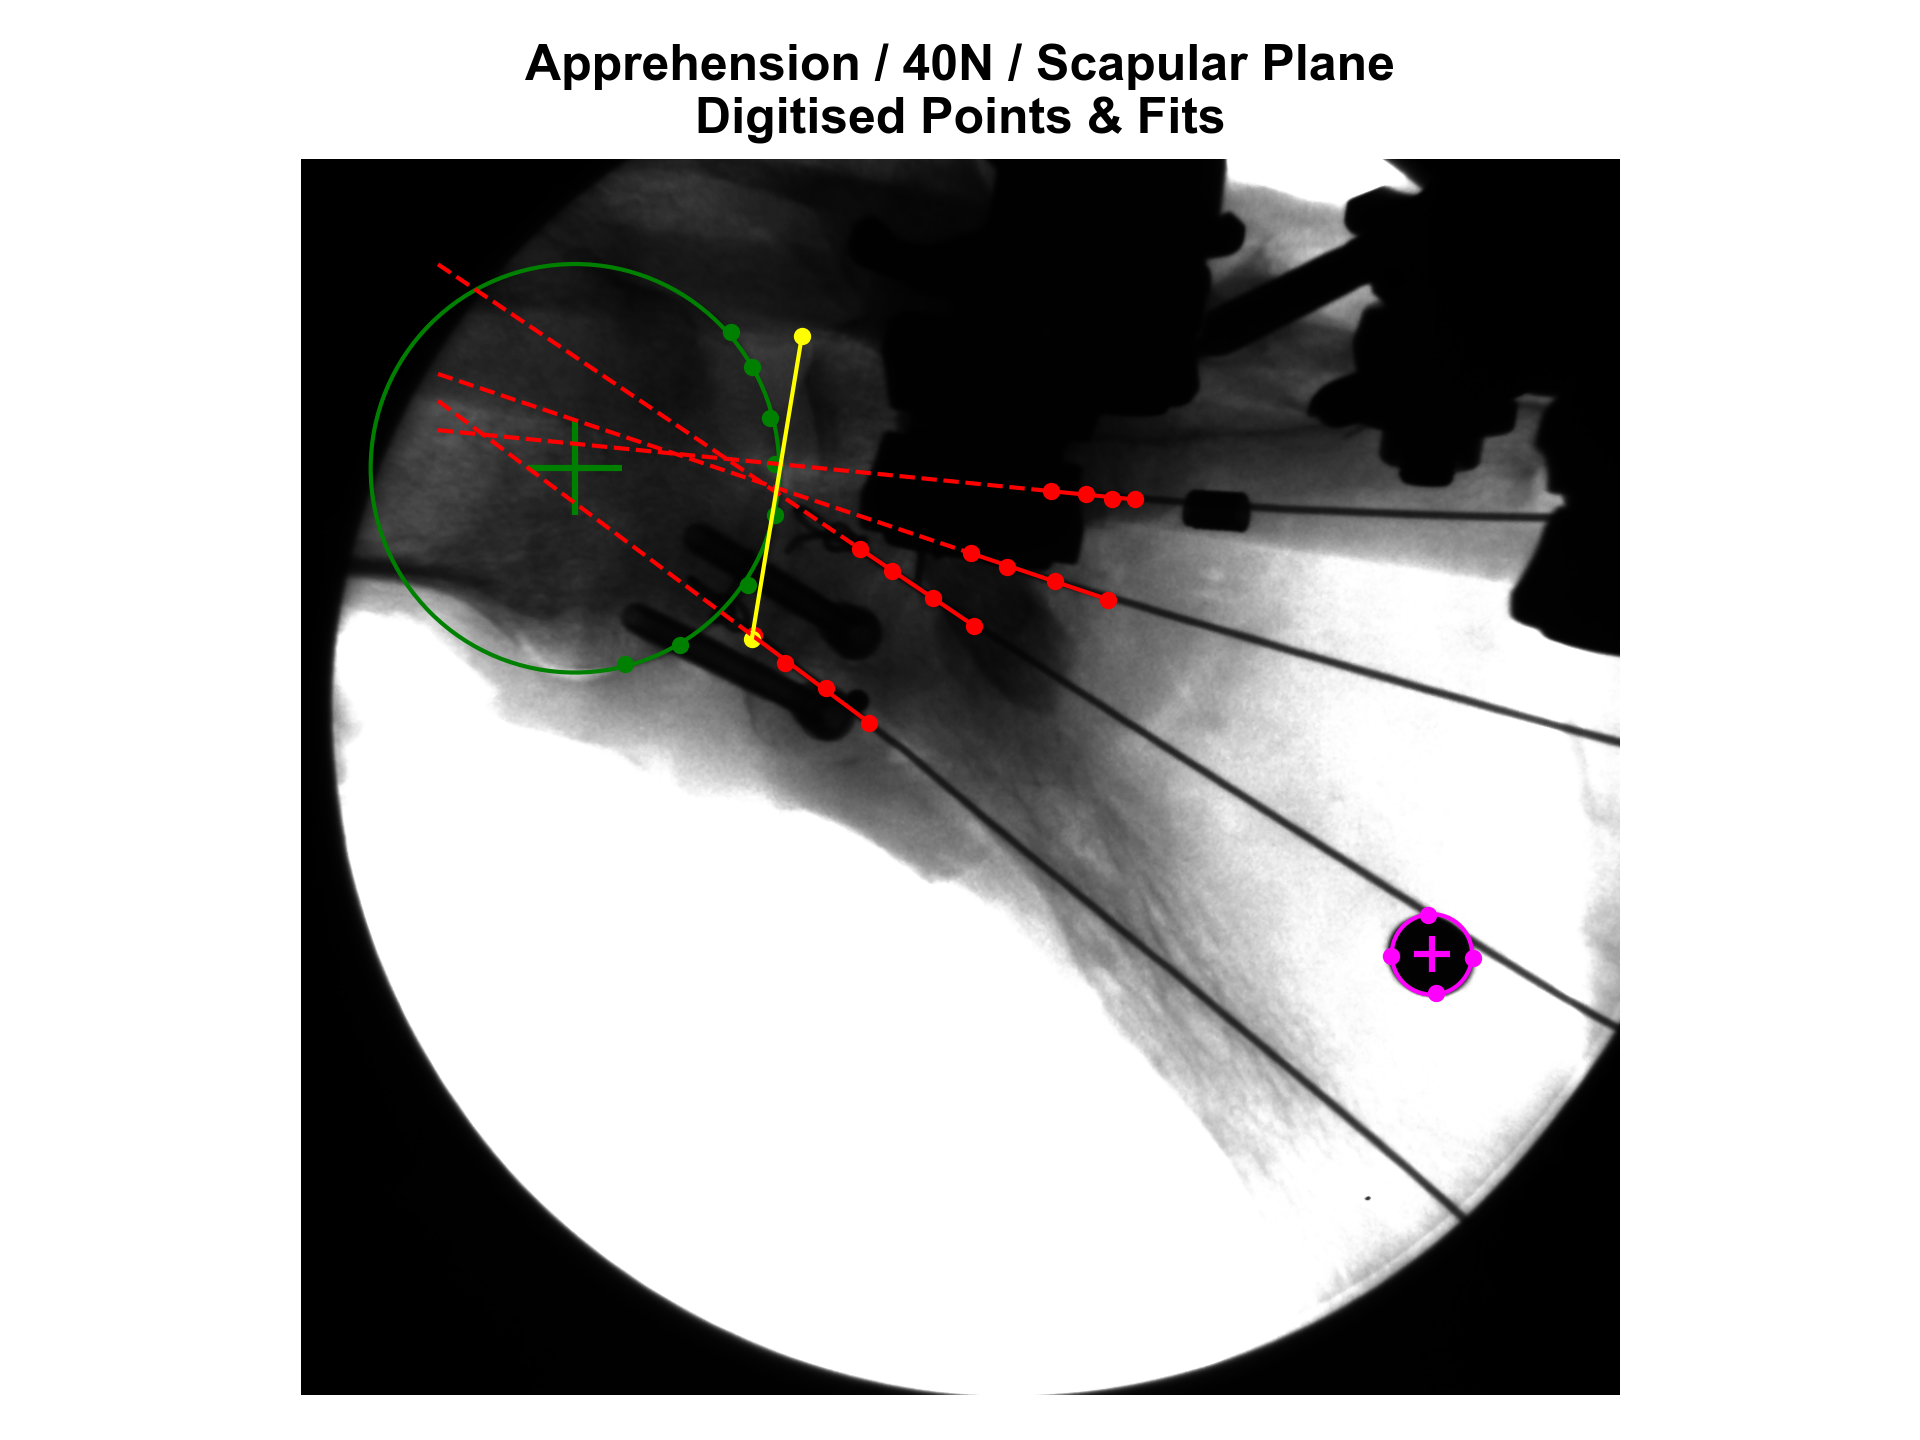 Apprehension / 40N / Scapular Plane
Digitised Points & Fits